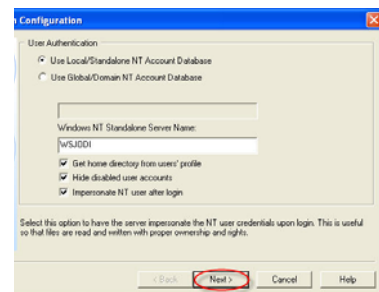 n Configuration
User Authentication
Use Local/Standalone NT Account Database
Use Global/Domain NT Account Database
Windows NT Standalone Server Name:
WSJODI
Get home directory from users' profile
Hide disabled user accounts
Impersonate NT user after login
Select this option to have the server impersonate the NT user credentials upon login. This is useful
so that files are read and written with proper ownership and rights.
< Back
Next >
Cancel
Help